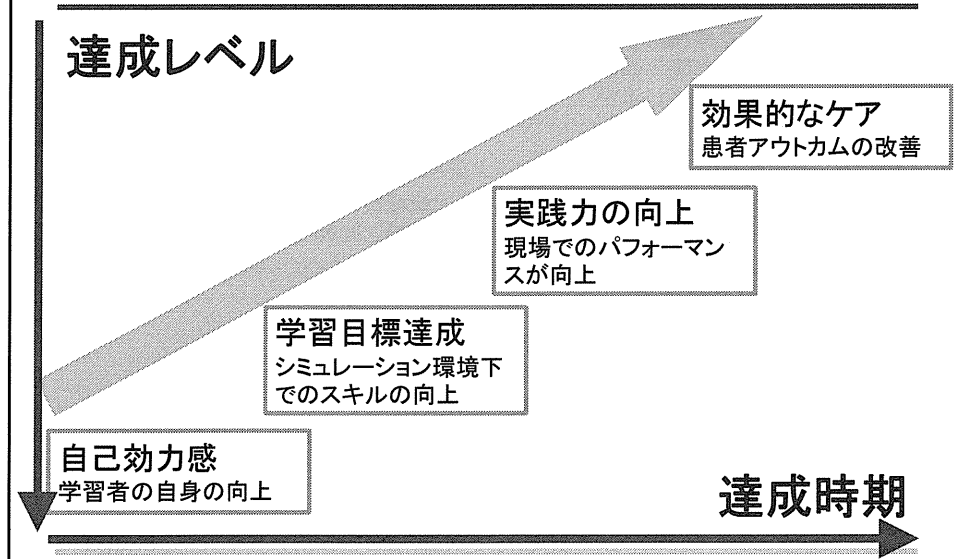 達成レベル
効果的なケア
患者アウトカムの改善
実践力の向上
現場でのパフォーマン
スが向上
学習目標達成
シミュレーション環境下
でのスキルの向上
自己効力感
学習者の自身の向上
達成時期